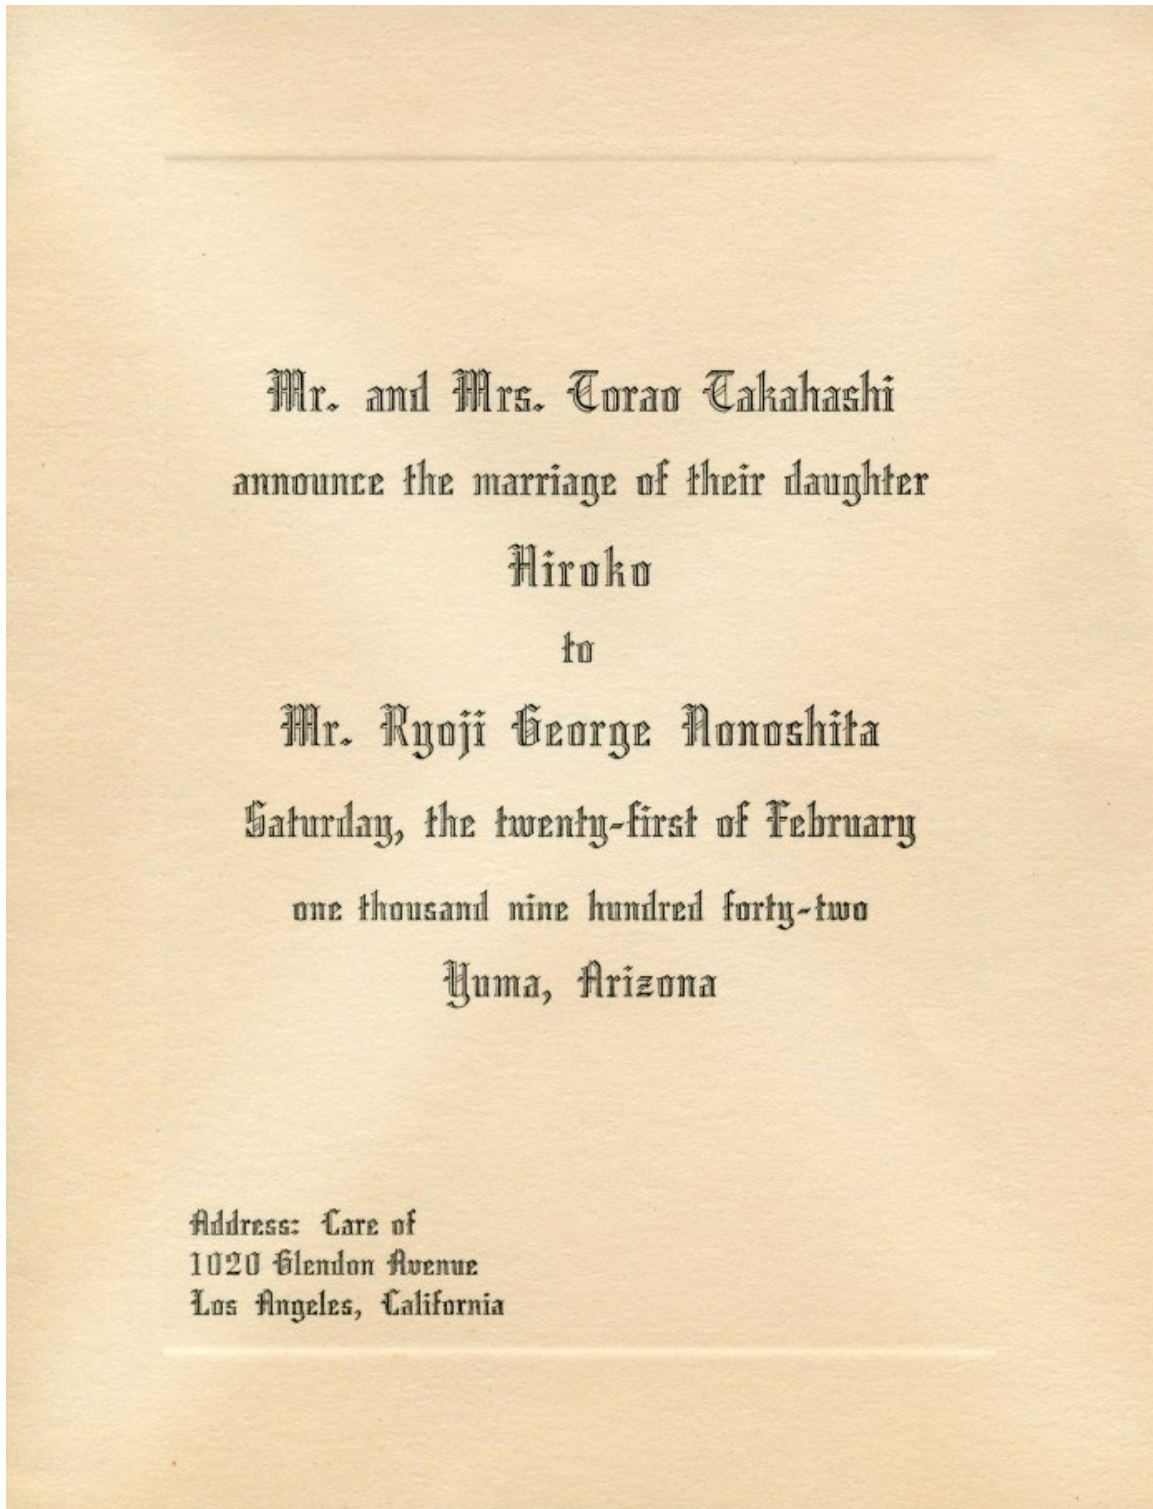 Mr. and Mrs. Torao Takahashi
announce the marriage of their daughter
Hiroko
to
Mr. Ryoji George Nonoshita
Saturday, the twenty-first of February
one thousand nine hundred forty-two
Yuma, Arizona
Address: Care of
1020 Glendon Avenue
Los Angeles, California